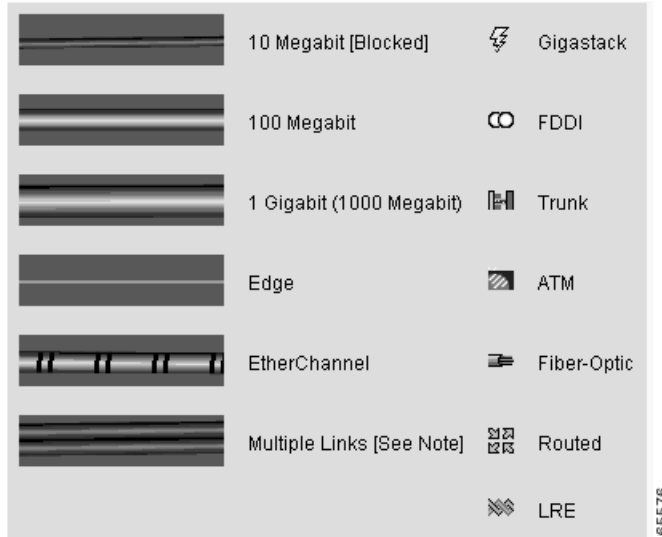 10 Megabit [Blocked]
Gigastack
100 Megabit
FDDI
1 Gigabit (1000 Megabit)
Trunk
Edge
ATM
EtherChannel
Fiber-Optic
Multiple Links [See Note]
Routed
LRE
65576